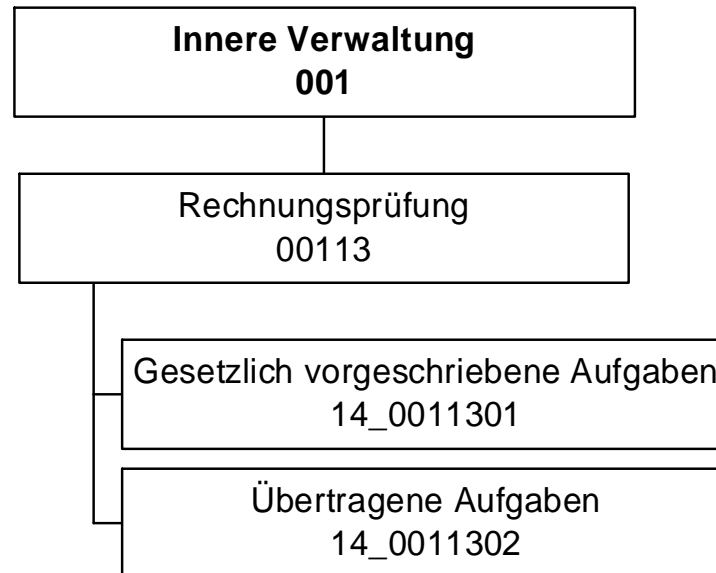 Innere Verwaltung
001
Rechnungsprüfung
00113
Gesetzlich vorgeschriebene Aufgaben
14_0011301
Übertragene Aufgaben
14_0011302